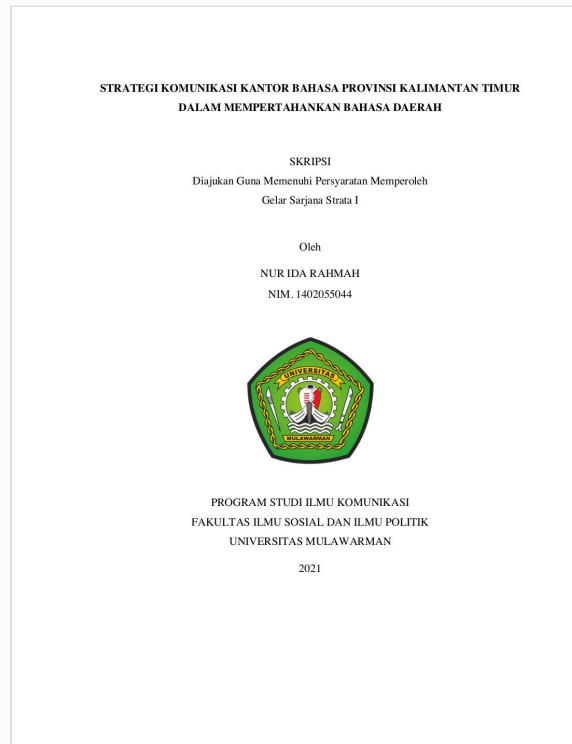 STRATEGI KOMUNIKASI KANTOR BAHASA PROVINSI KALIMANTAN TIMUR
DALAM MEMPERTAHANKAN BAHASA DAERAH
SKRIPSI
Diajukan Guna Memenuhi Persyaratan Memperoleh
Gelar Sarjana Strata I
Oleh
NUR IDA RAHMAH
NIM. 1402055044
UNIVERSITAS
MULAWARMAN
PROGRAM STUDI ILMU KOMUNIKASI
FAKULTAS ILMU SOSIAL DAN ILMU POLITIK
UNIVERSITAS MULAWARMAN
2021